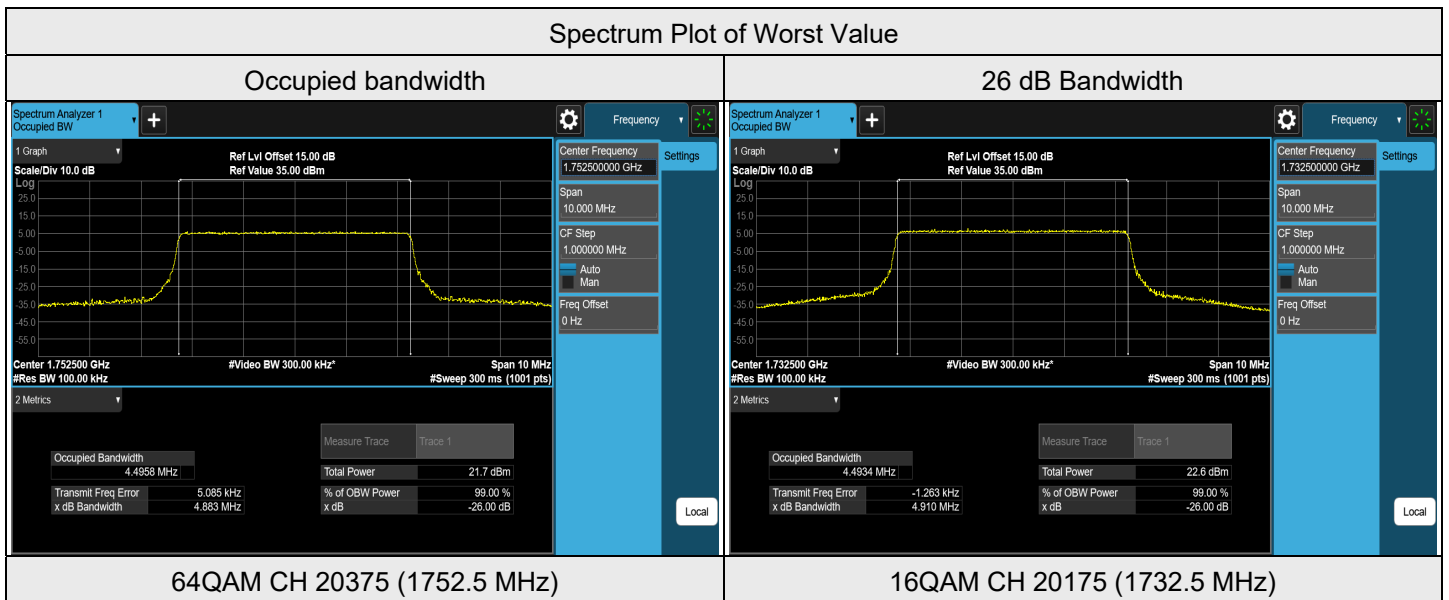 Spectrum Plot of Worst Value
Occupied bandwidth
26 dB Bandwidth
Spectrum Analyzer 1
Occupied BW
+
Frequency
1 Graph
Scale/Div 10.0 dB
Ref Lvl Offset 15.00 dB
Ref Value 35.00 dBm
Log
25.0
15.0
5.00
-5.00
-15.0
-25.0
-35.0
-45.0
-55.0
Center 1.752500 GHz
#Video BW 300.00 kHz*
Span 10 MHz
#Res BW 100.00 kHz
#Sweep 300 ms (1001 pts)
Center Frequency
1.752500000 GHz
Settings
Span
10.000 MHz
CF Step
1.000000 MHz
Auto
Man
Freq Offset
0 Hz
2 Metrics
Measure Trace Trace 1
Occupied Bandwidth
4.4958 MHz
Total Power 21.7 dBm
Transmit Freq Error 5.085 kHz
% of OBW Power 99.00 %
x dB Bandwidth 4.883 MHz
x dB -26.00 dB
Local
Spectrum Analyzer 1
Occupied BW
+
Frequency
1 Graph
Scale/Div 10.0 dB
Ref Lvl Offset 15.00 dB
Ref Value 35.00 dBm
Log
25.0
15.0
5.00
-5.00
-15.0
-25.0
-35.0
-45.0
-55.0
Center 1.732500 GHz
#Video BW 300.00 kHz*
Span 10 MHz
#Res BW 100.00 kHz
#Sweep 300 ms (1001 pts)
Center Frequency
1.732500000 GHz
Settings
Span
10.000 MHz
CF Step
1.000000 MHz
Auto
Man
Freq Offset
0 Hz
2 Metrics
Measure Trace Trace 1
Occupied Bandwidth
4.4934 MHz
Total Power 22.6 dBm
Transmit Freq Error -1.263 kHz
% of OBW Power 99.00 %
x dB Bandwidth 4.910 MHz
x dB -26.00 dB
Local
64QAM CH 20375 (1752.5 MHz)
16QAM CH 20175 (1732.5 MHz)